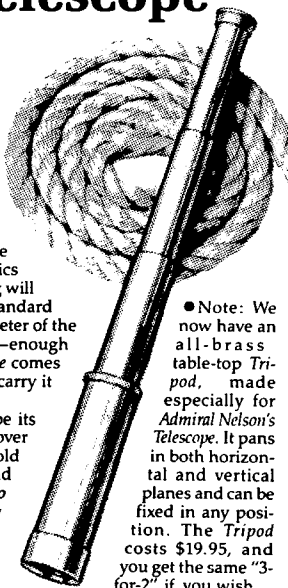 elescope
e
ics
will
andard
eter of the
—enough
e comes
carry it
be its
over
old
d
●Note: We
now have an
all-brass
table-top Tri-
pod, made
especially for
Admiral Nelson's
Telescope. It pans
in both horizon-
tal and vertical
planes and can be
fixed in any posi-
tion. The Tripod
costs $19.95, and
you get the same "3-
for-2" if you wish